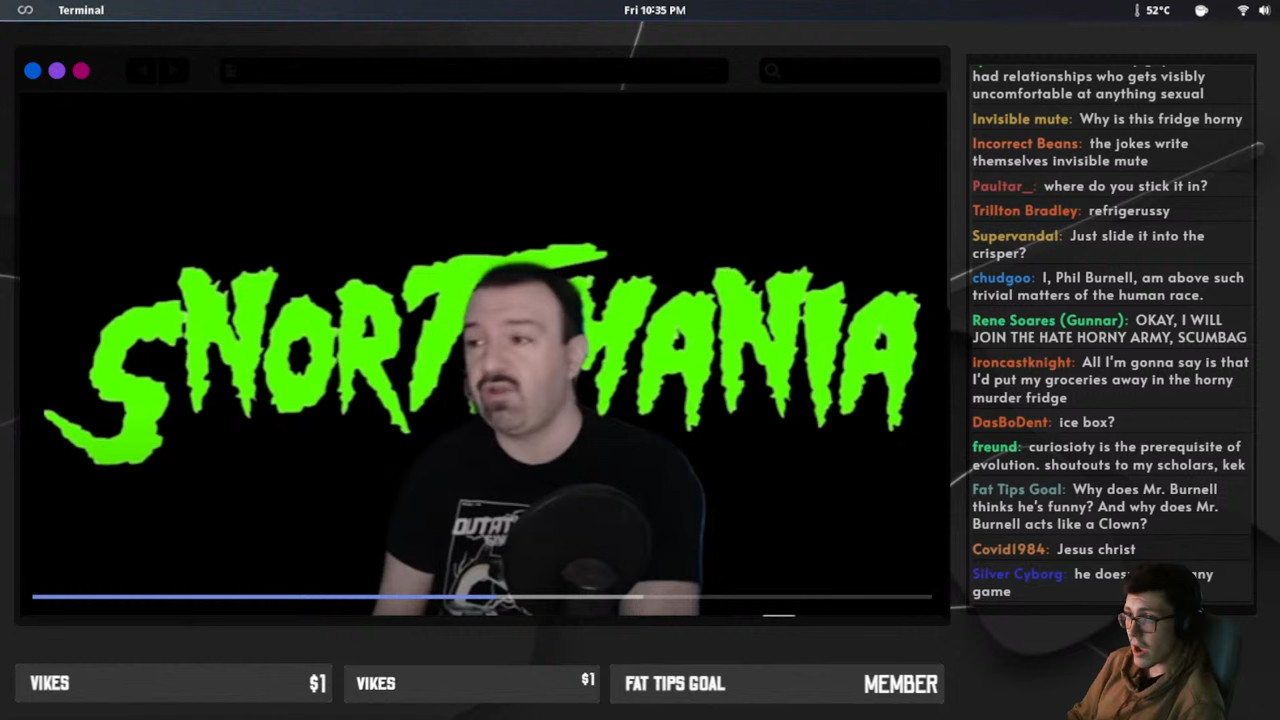 Terminal
Fri 10:35 PM
52°C
SNORT MANIA
OUTAT
had relationships who gets visibly
uncomfortable at anything sexual
Invisible mute: Why is this fridge horny
Incorrect Beans: the jokes write
themselves invisible mute
Paultar_: where do you stick it in?
Trillton Bradley: refrigerussy
Supervandal: Just slide it into the
crisper?
chudgoo: I, Phil Burnell, am above such
trivial matters of the human race.
Rene Soares (Gunnar): OKAY, I WILL
JOIN THE HATE HORNY ARMY, SCUMBAG
ironcastknight: All I'm gonna say is that
I'd put my groceries away in the horny
murder fridge
DasBoDent: ice box?
freund: curiosioty is the prerequisite of
evolution. shoutouts to my scholars, kek
Fat Tips Goal: Why does Mr. Burnell
thinks he's funny? And why does Mr.
Burnell acts like a Clown?
Covid1984: Jesus christ
Silver Cyborg: he does
game
VIKES $1
VIKES $1
FAT TIPS GOAL MEMBER